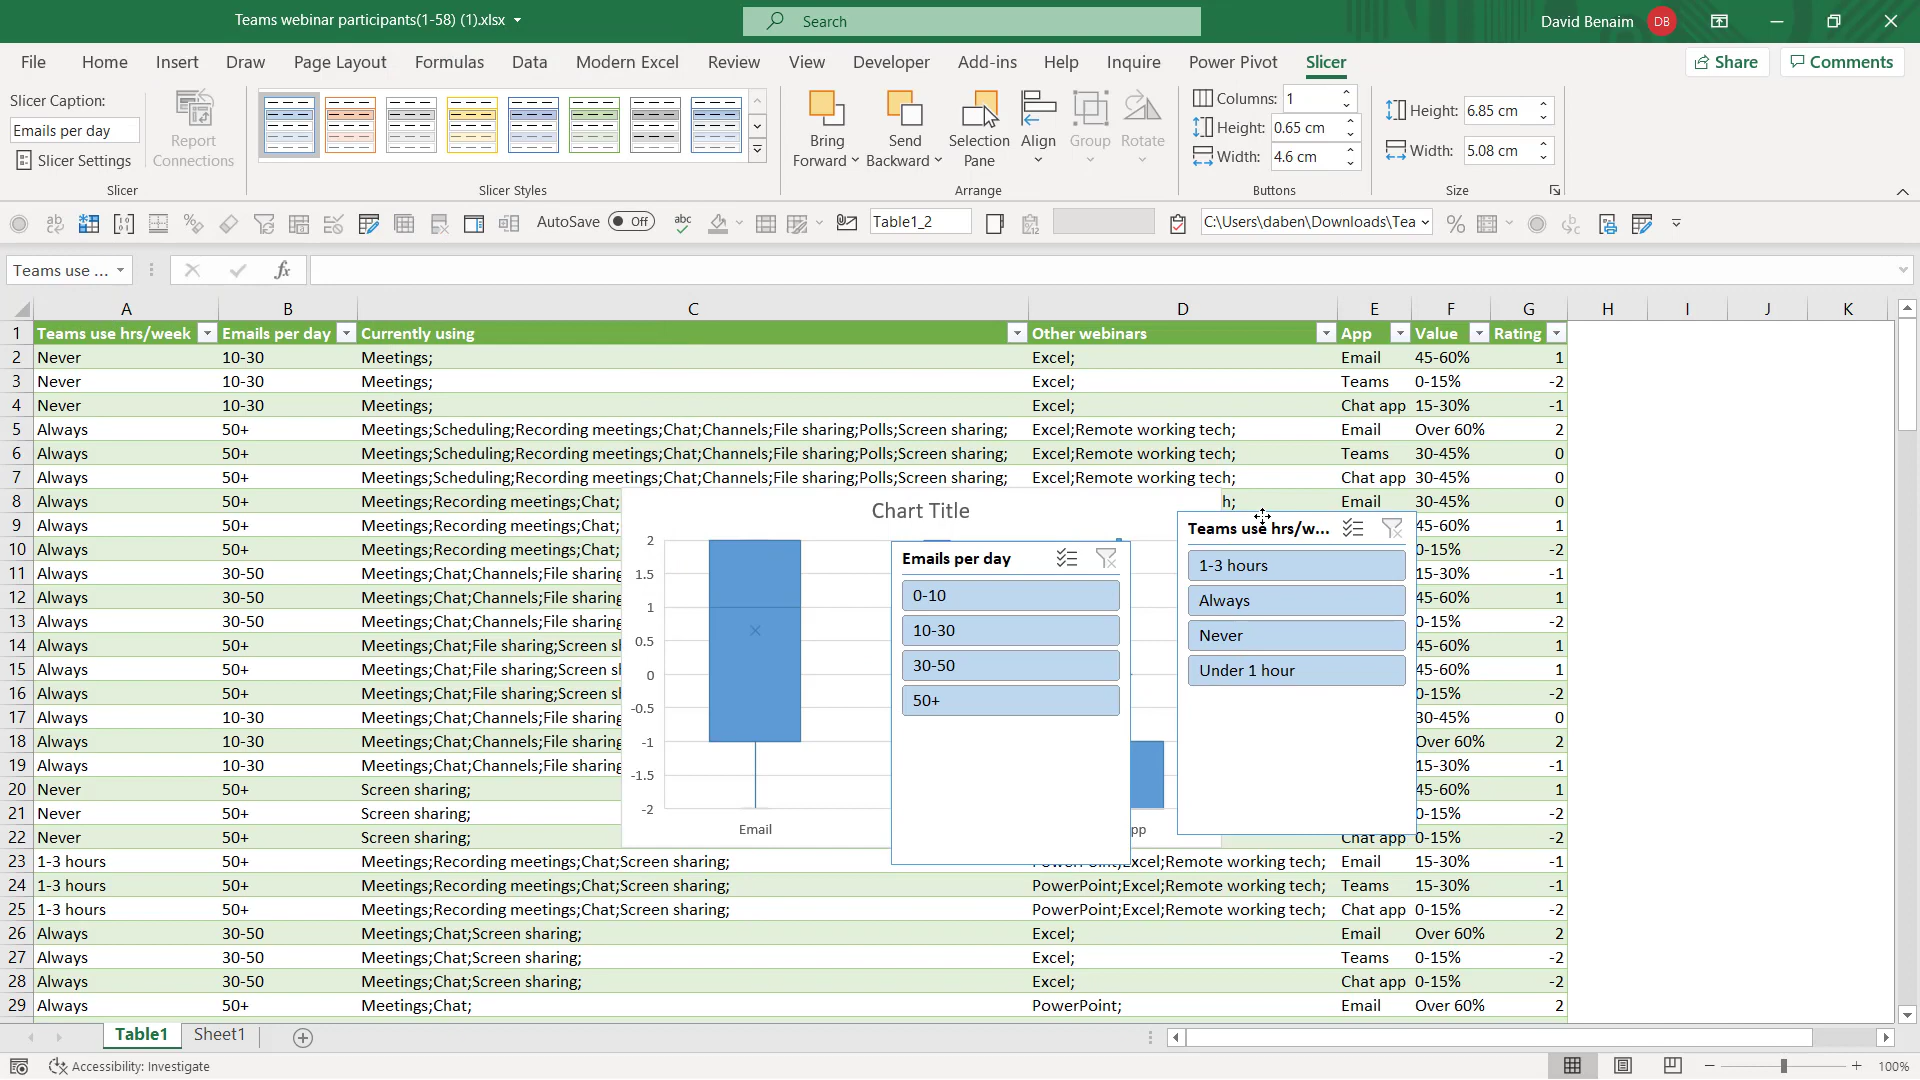 Teams webinar participants(1-58) (1).xlsx
Search
David Benaim DB
File Home Insert Draw Page Layout Formulas Data Modern Excel Review View Developer Add-ins Help Inquire Power Pivot Slicer Share Comments
Slicer Caption:
Emails per day
Slicer Settings
Report Connections
Slicer
Slicer Styles
Bring Forward
Send Backward
Selection Pane
Align
Group
Rotate
Arrange
Columns: 1
Height: 0.65 cm
Width: 4.6 cm
Buttons
Height: 6.85 cm
Width: 5.08 cm
Size
AutoSave Off Table1_2 C:\Users\daben\Downloads\Tea
Teams use ... fx
A B C D E F G H I J K
1 Teams use hrs/week Emails per day Currently using Other webinars App Value Rating
2 Never 10-30 Meetings; Excel; Email 45-60% 1
3 Never 10-30 Meetings; Excel; Teams 0-15% -2
4 Never 10-30 Meetings; Excel; Chat app 15-30% -1
5 Always 50+ Meetings;Scheduling;Recording meetings;Chat;Channels;File sharing;Polls;Screen sharing; Excel;Remote working tech; Email Over 60% 2
6 Always 50+ Meetings;Scheduling;Recording meetings;Chat;Channels;File sharing;Polls;Screen sharing; Excel;Remote working tech; Teams 30-45% 0
7 Always 50+ Meetings;Scheduling;Recording meetings;Chat;Channels;File sharing;Polls;Screen sharing; Excel;Remote working tech; Chat app 30-45% 0
8 Always 50+ Meetings;Recording meetings;Chat; h; Email 30-45% 0
9 Always 50+ Meetings;Recording meetings;Chat; 45-60% 1
10 Always 50+ Meetings;Recording meetings;Chat; 0-15% -2
11 Always 30-50 Meetings;Chat;Channels;File sharing 15-30% -1
12 Always 30-50 Meetings;Chat;Channels;File sharing 45-60% 1
13 Always 30-50 Meetings;Chat;Channels;File sharing 0-15% -2
14 Always 50+ Meetings;Chat;File sharing;Screen s 45-60% 1
15 Always 50+ Meetings;Chat;File sharing;Screen s 45-60% 1
16 Always 50+ Meetings;Chat;File sharing;Screen s 0-15% -2
17 Always 10-30 Meetings;Chat;Channels;File sharing 30-45% 0
18 Always 10-30 Meetings;Chat;Channels;File sharing Over 60% 2
19 Always 10-30 Meetings;Chat;Channels;File sharing 15-30% -1
20 Never 50+ Screen sharing; 45-60% 1
21 Never 50+ Screen sharing; 0-15% -2
22 Never 50+ Screen sharing; Chat app 0-15% -2
23 1-3 hours 50+ Meetings;Recording meetings;Chat;Screen sharing; PowerPoint;Excel;Remote working tech; Email 15-30% -1
24 1-3 hours 50+ Meetings;Recording meetings;Chat;Screen sharing; PowerPoint;Excel;Remote working tech; Teams 15-30% -1
25 1-3 hours 50+ Meetings;Recording meetings;Chat;Screen sharing; PowerPoint;Excel;Remote working tech; Chat app 0-15% -2
26 Always 30-50 Meetings;Chat;Screen sharing; Excel; Email Over 60% 2
27 Always 30-50 Meetings;Chat;Screen sharing; Excel; Teams 0-15% -2
28 Always 30-50 Meetings;Chat;Screen sharing; Excel; Chat app 0-15% -2
29 Always 50+ Meetings;Chat; PowerPoint; Email Over 60% 2
Chart Title
2
1.5
1
0.5
0
-0.5
-1
-1.5
-2
Email pp
Emails per day
0-10
10-30
30-50
50+
Teams use hrs/w...
1-3 hours
Always
Never
Under 1 hour
Table1 Sheet1
Accessibility: Investigate
100%